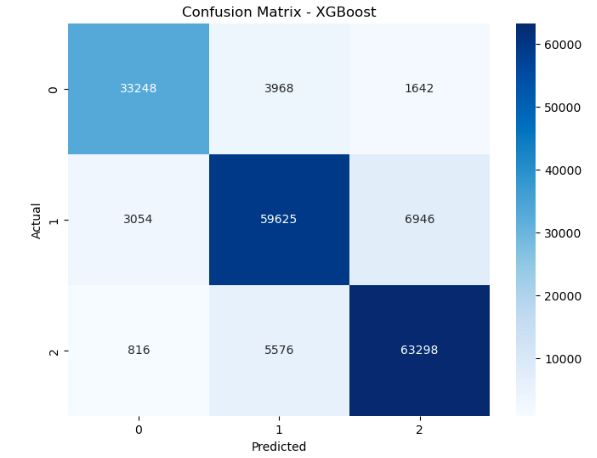 Confusion Matrix - XGBoost
60000
0
33248 3968 1642
50000
40000
Actual
1
3054 59625 6946
30000
20000
2
816 5576 63298
10000
0 1 2
Predicted